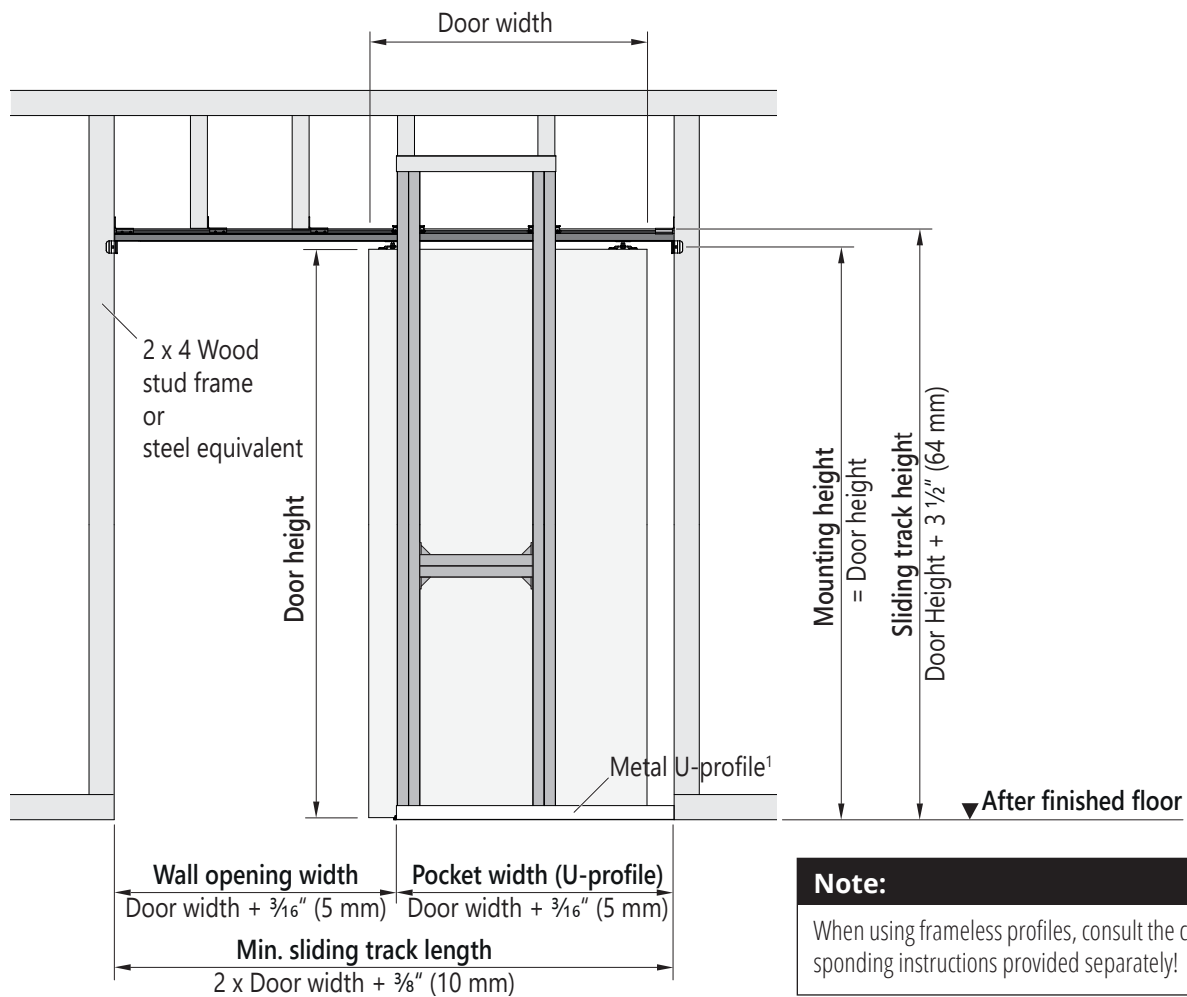 Door width
2 x 4 Wood
stud frame
or
steel equivalent
Door height
Mounting height
= Door height
Sliding track height
Door Height + 3 ½“ (64 mm)
Metal U-profile¹
After finished floor
Wall opening width
Door width + ³⁄₁₆“ (5 mm)
Pocket width (U-profile)
Door width + ³⁄₁₆“ (5 mm)
Min. sliding track length
2 x Door width + ⅜“ (10 mm)
Note:
When using frameless profiles, consult the c
sponding instructions provided separately!